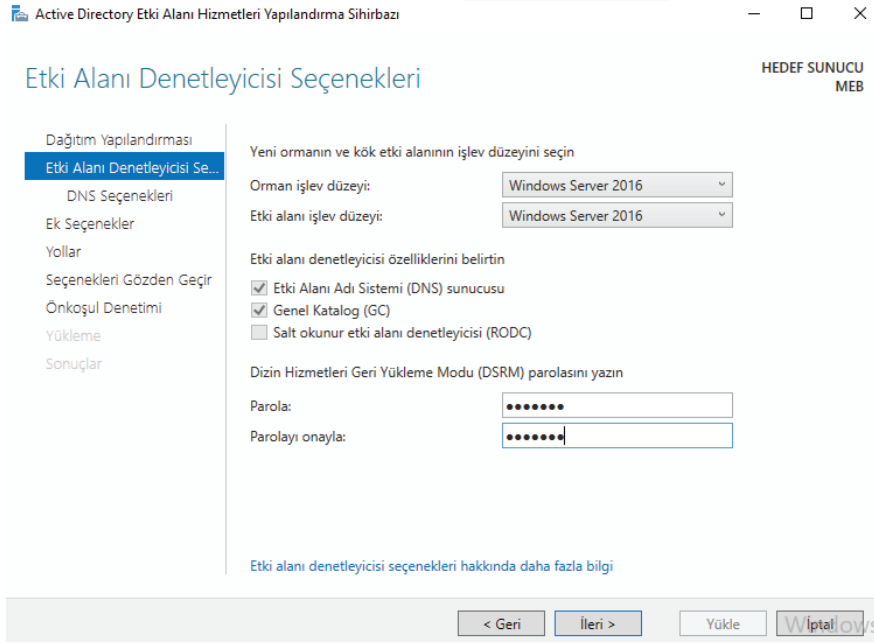 Active Directory Etki Alanı Hizmetleri Yapılandırma Sihirbazı
Etki Alanı Denetleyicisi Seçenekleri
HEDEF SUNUCU
MEB
Dağıtım Yapılandırması
Etki Alanı Denetleyicisi Se...
DNS Seçenekleri
Ek Seçenekler
Yollar
Seçenekleri Gözden Geçir
Önkoşul Denetimi
Yükleme
Sonuçlar
Yeni ormanın ve kök etki alanının işlev düzeyini seçin
Orman işlev düzeyi: Windows Server 2016
Etki alanı işlev düzeyi: Windows Server 2016
Etki alanı denetleyicisi özelliklerini belirtin
Etki Alanı Adı Sistemi (DNS) sunucusu
Genel Katalog (GC)
Salt okunur etki alanı denetleyicisi (RODC)
Dizin Hizmetleri Geri Yükleme Modu (DSRM) parolasını yazın
Parola: •••••••
Parolayı onayla: •••••••
Etki alanı denetleyicisi seçenekleri hakkında daha fazla bilgi
< Geri İleri > Yükle İptal
Windows